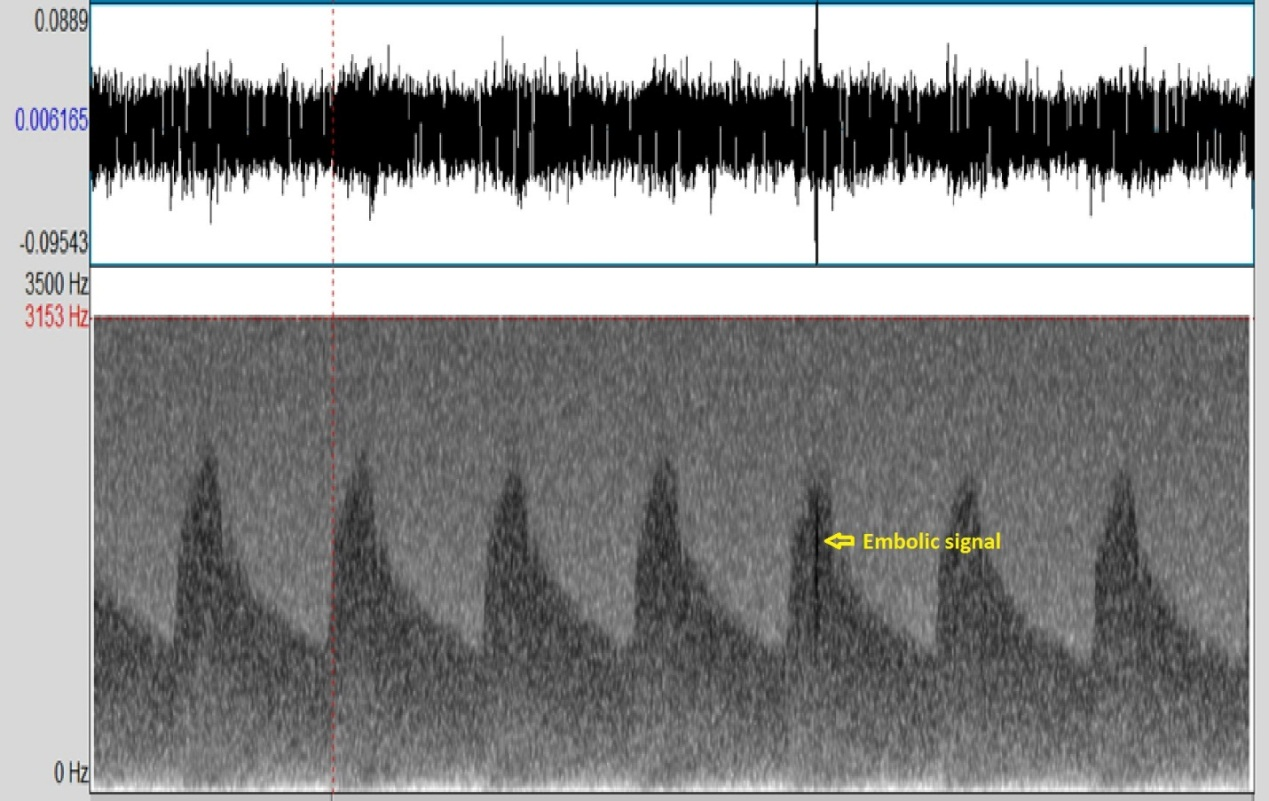 0.0889
0.006165
-0.09543
3500 Hz
3153 Hz
Embolic signal
0 Hz